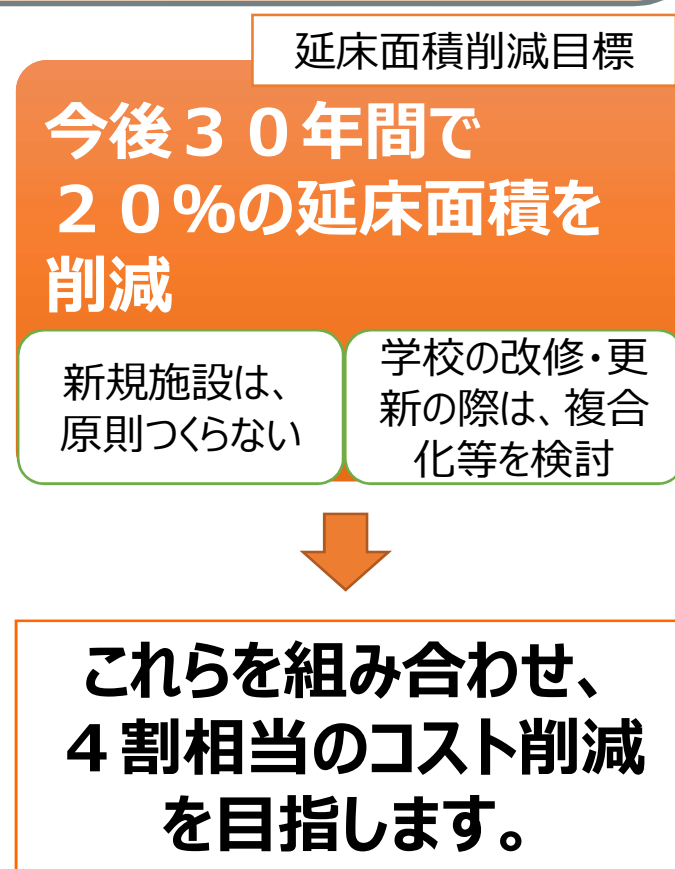 延床面積削減目標
今後３０年間で
２０％の延床面積を
削減
新規施設は、
原則つくらない
学校の改修・更
新の際は、複合
化等を検討
これらを組み合わせ、
４割相当のコスト削減
を目指します。